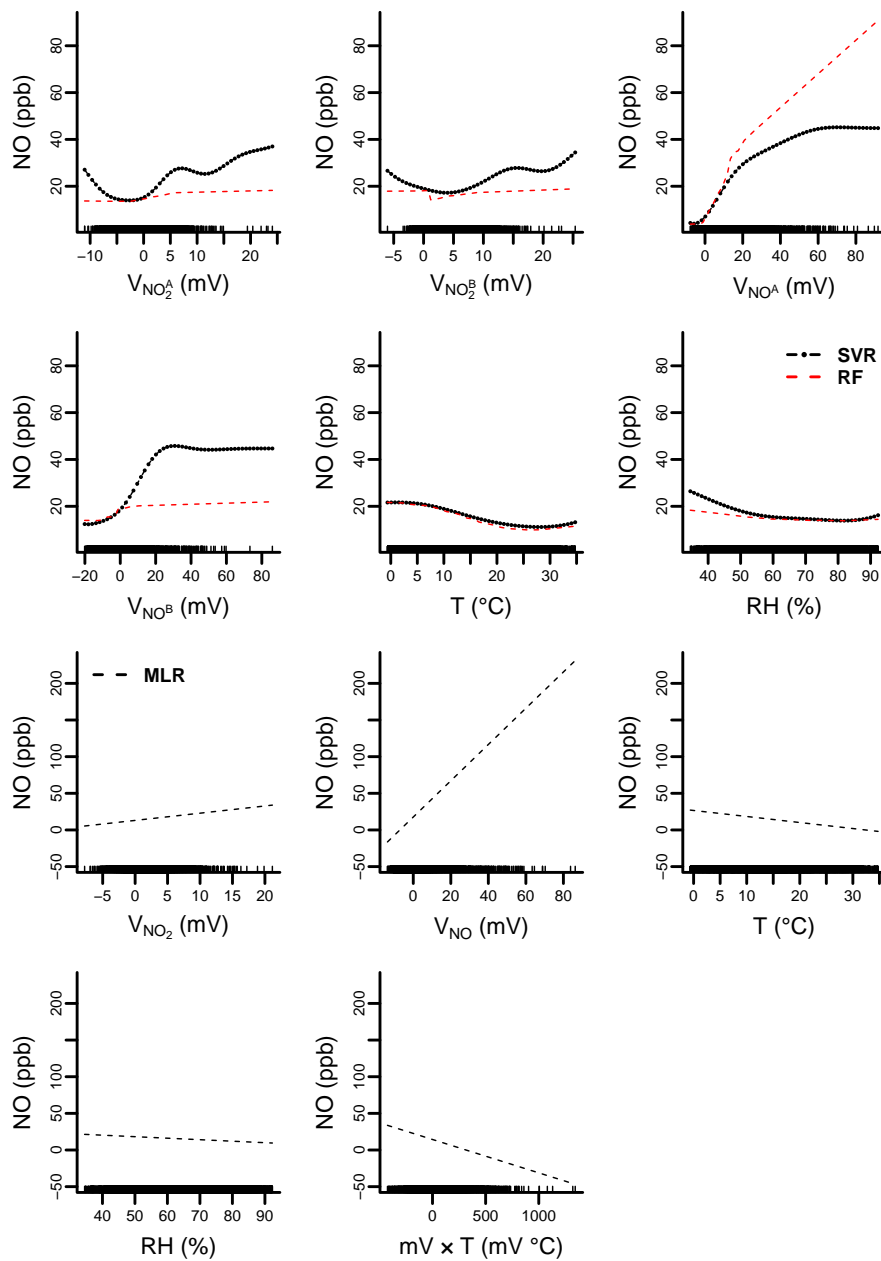 NO (ppb)
20 40 60 80
−10 0 10 20
V_NO₂ᴬ (mV)
NO (ppb)
20 40 60 80
−5 0 5 10 20
V_NO₂ᴮ (mV)
NO (ppb)
20 40 60 80
0 20 40 60 80
V_NOᴬ (mV)
NO (ppb)
20 40 60 80
−20 0 20 40 60 80
V_NOᴮ (mV)
NO (ppb)
20 40 60 80
0 5 10 20 30
T (°C)
SVR
RF
NO (ppb)
20 40 60 80
40 50 60 70 80 90
RH (%)
MLR
NO (ppb)
−50 0 50 100 200
−5 0 5 10 15 20
V_NO₂ (mV)
NO (ppb)
−50 0 50 100 200
0 20 40 60 80
V_NO (mV)
NO (ppb)
−50 0 50 100 200
0 5 10 20 30
T (°C)
NO (ppb)
−50 0 50 100 200
40 50 60 70 80 90
RH (%)
NO (ppb)
−50 0 50 100 200
0 500 1000
mV × T (mV °C)